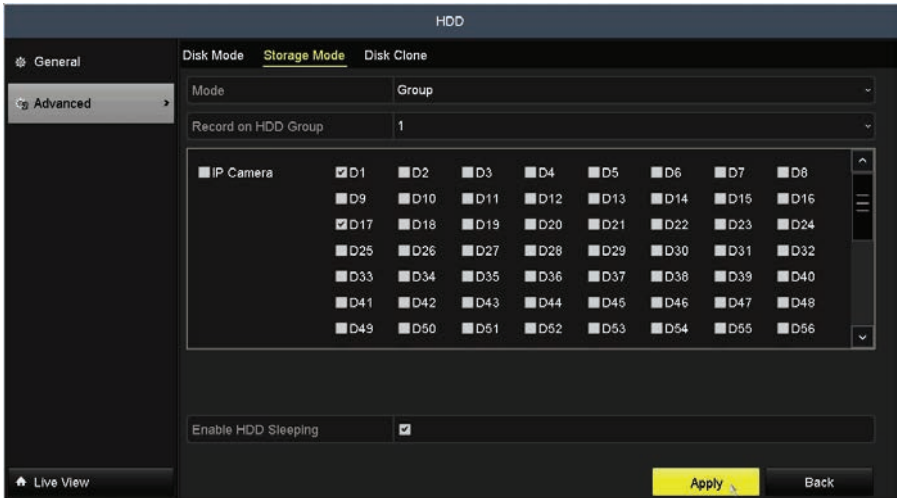 HDD
General
Advanced
Disk Mode Storage Mode Disk Clone
Mode Group
Record on HDD Group 1
IP Camera D1 D2 D3 D4 D5 D6 D7 D8
D9 D10 D11 D12 D13 D14 D15 D16
D17 D18 D19 D20 D21 D22 D23 D24
D25 D26 D27 D28 D29 D30 D31 D32
D33 D34 D35 D36 D37 D38 D39 D40
D41 D42 D43 D44 D45 D46 D47 D48
D49 D50 D51 D52 D53 D54 D55 D56
Enable HDD Sleeping
Live View
Apply Back